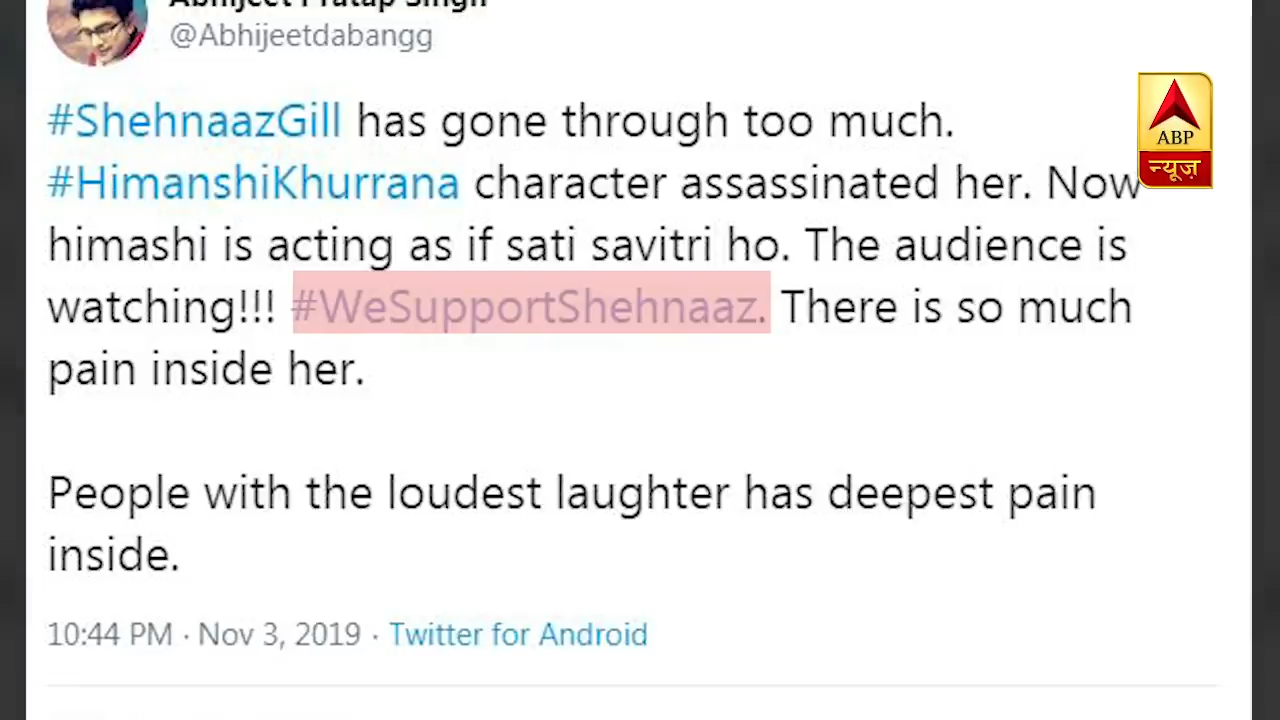 Abhijeet Pratap Singh
@Abhijeetdabangg
#ShehnaazGill has gone through too much.
#HimanshiKhurrana character assassinated her. Now
himashi is acting as if sati savitri ho. The audience is
watching!!! #WeSupportShehnaaz. There is so much
pain inside her.
People with the loudest laughter has deepest pain
inside.
10:44 PM · Nov 3, 2019 · Twitter for Android
ABP
न्यूज़